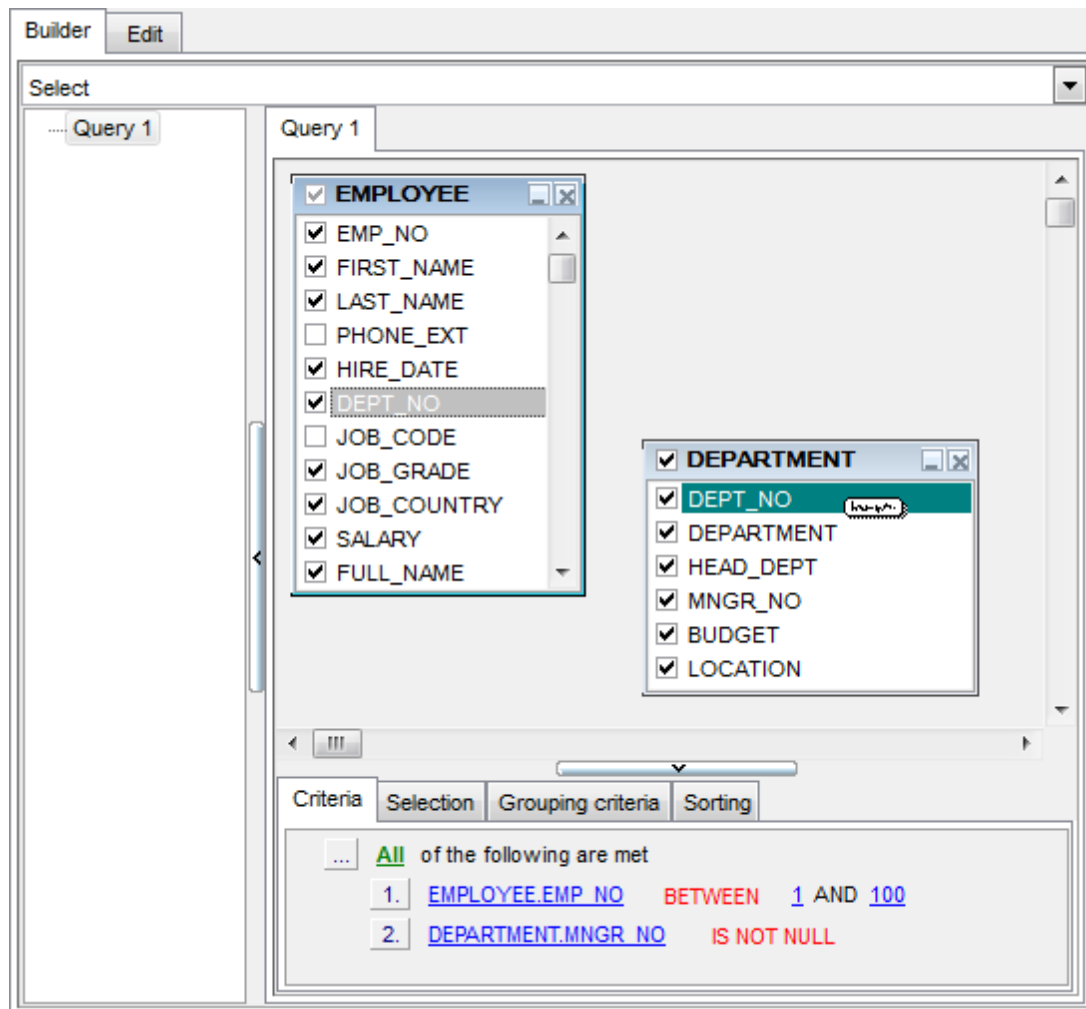 Builder Edit
Select
Query 1
Query 1
EMPLOYEE
EMP_NO
FIRST_NAME
LAST_NAME
PHONE_EXT
HIRE_DATE
DEPT_NO
JOB_CODE
JOB_GRADE
JOB_COUNTRY
SALARY
FULL_NAME
DEPARTMENT
DEPT_NO
DEPARTMENT
HEAD_DEPT
MNGR_NO
BUDGET
LOCATION
Criteria Selection Grouping criteria Sorting
... All of the following are met
1. EMPLOYEE.EMP_NO BETWEEN 1 AND 100
2. DEPARTMENT.MNGR_NO IS NOT NULL